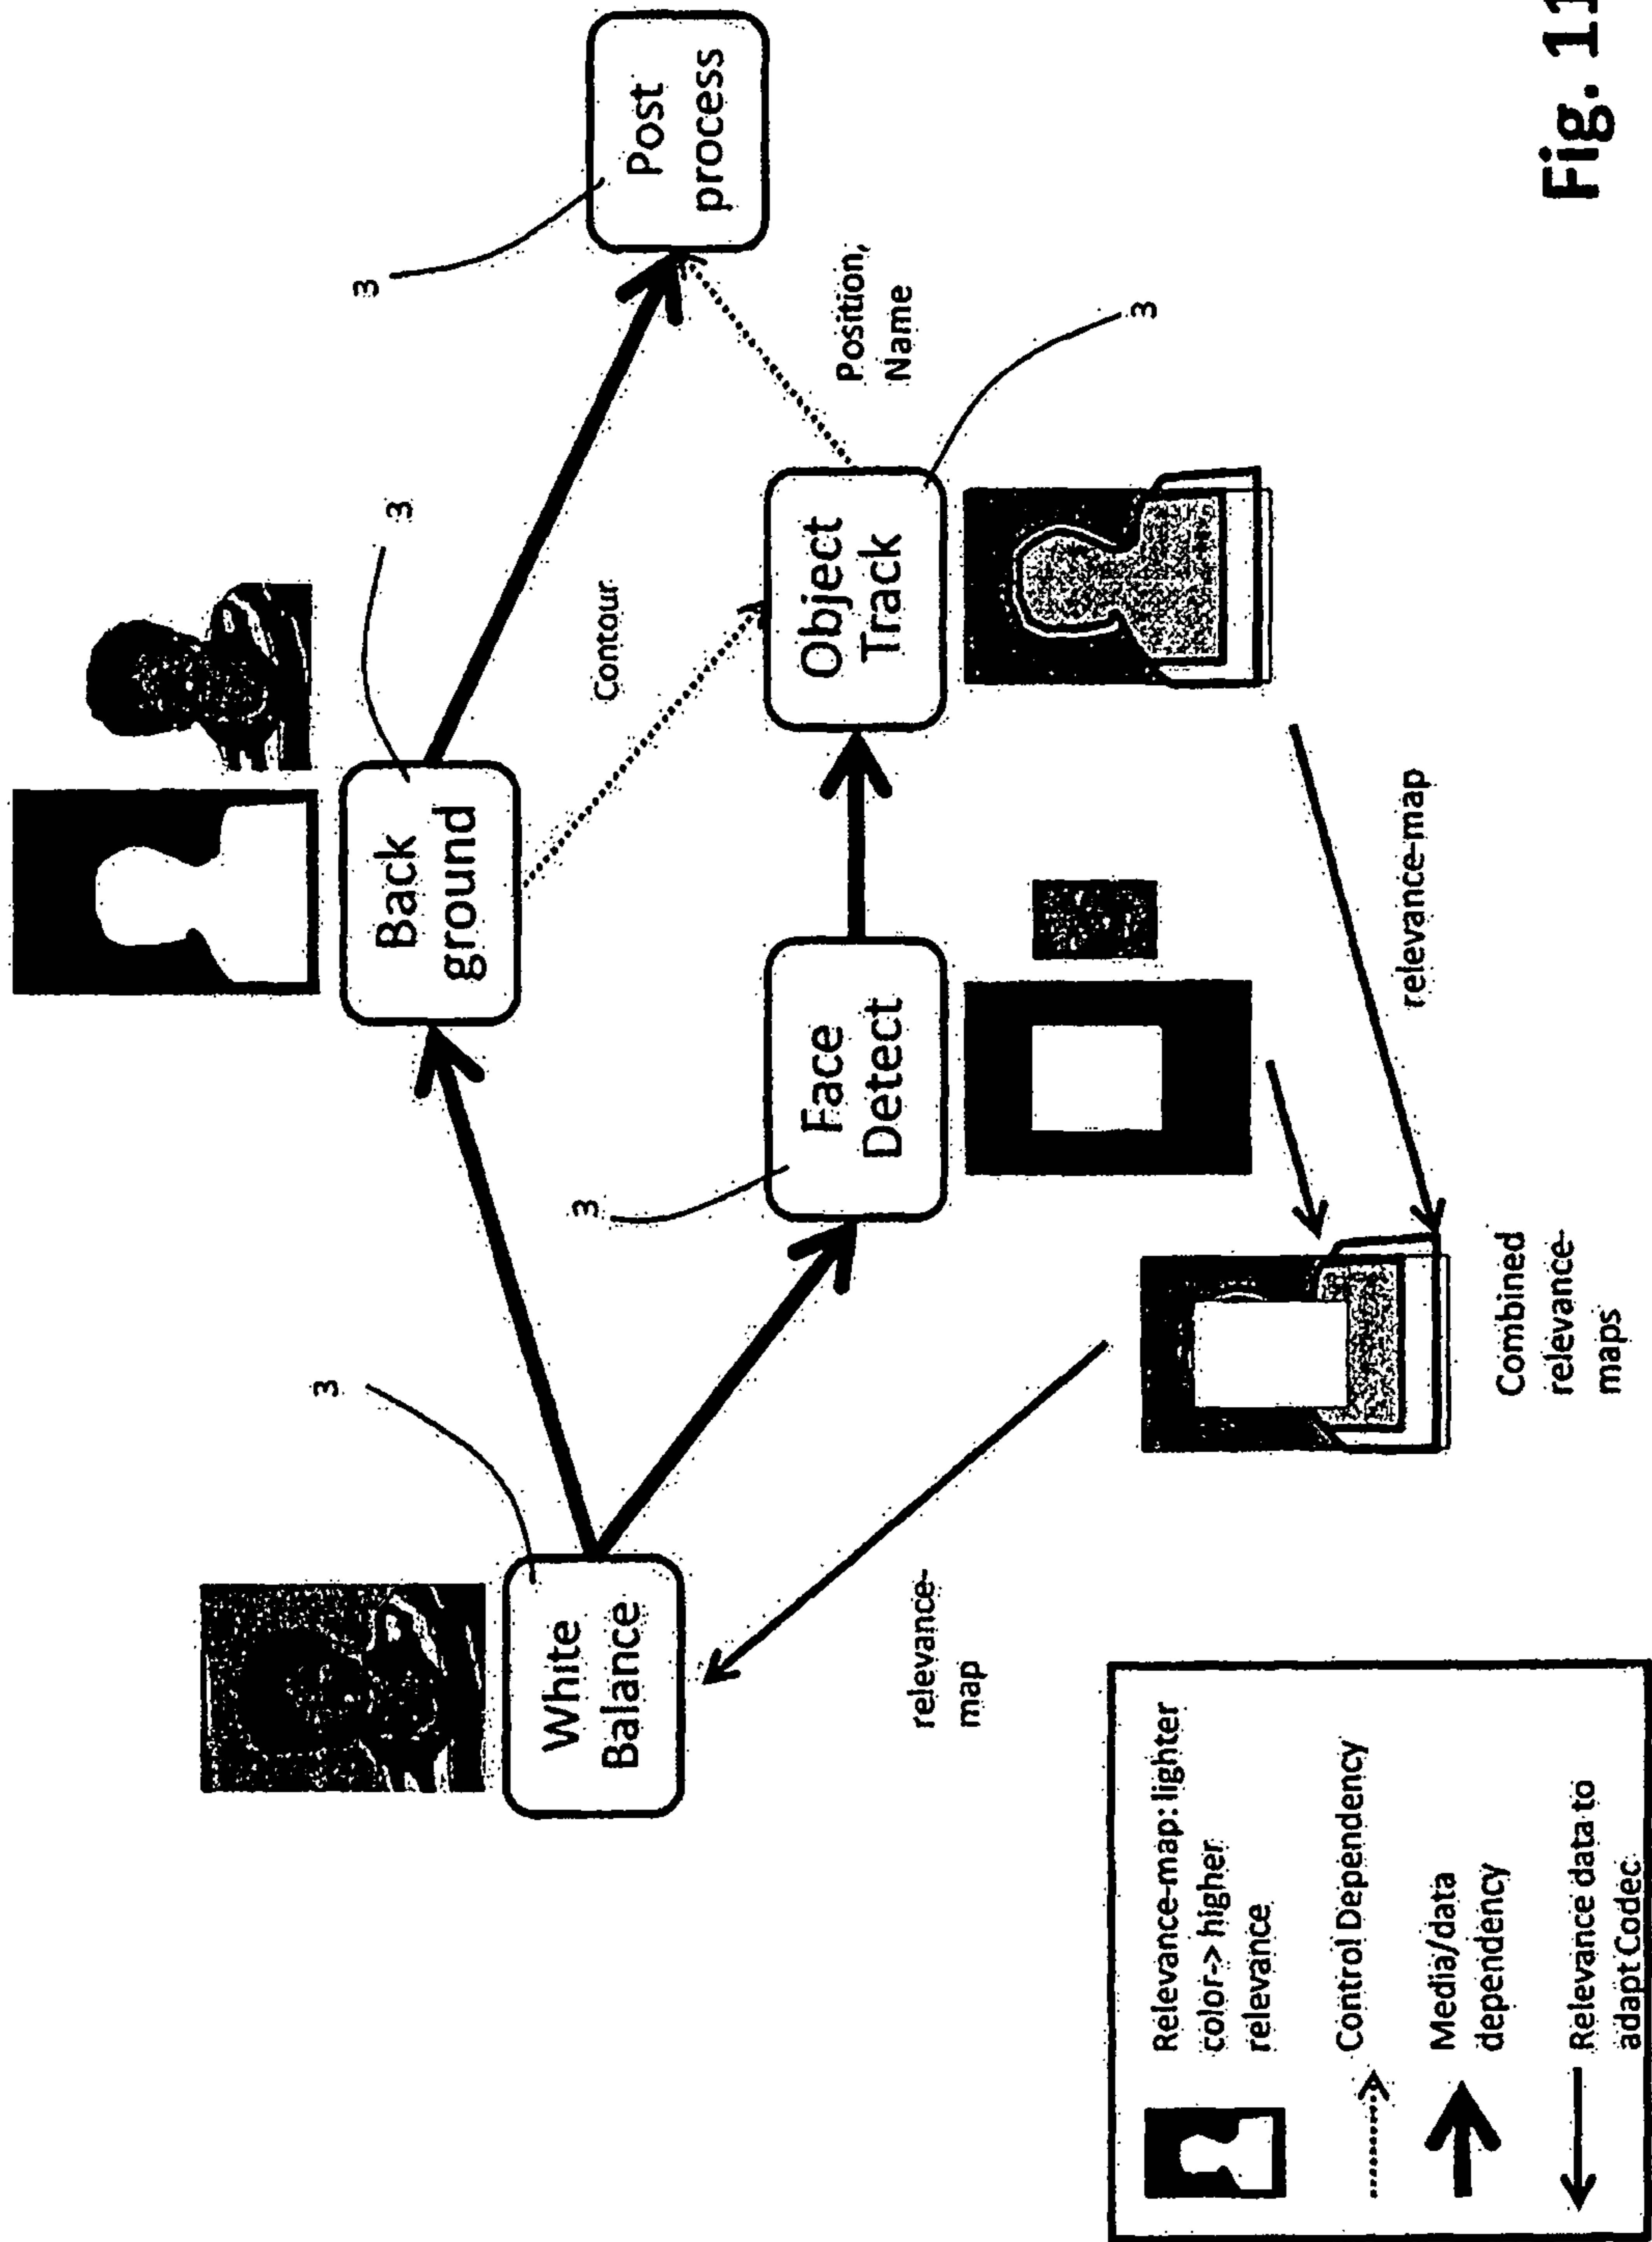 3
White
Balance
3
Back
ground
3
Face
Detect
Contour
3
Post
process
Position,
Name
Object
Track
3
relevance-
map
relevance-map
Combined
relevance-
maps
Relevance-map: lighter
color-> higher
relevance
Control Dependency
Media/data
dependency
Relevance data to
adapt Codec
Fig. 11